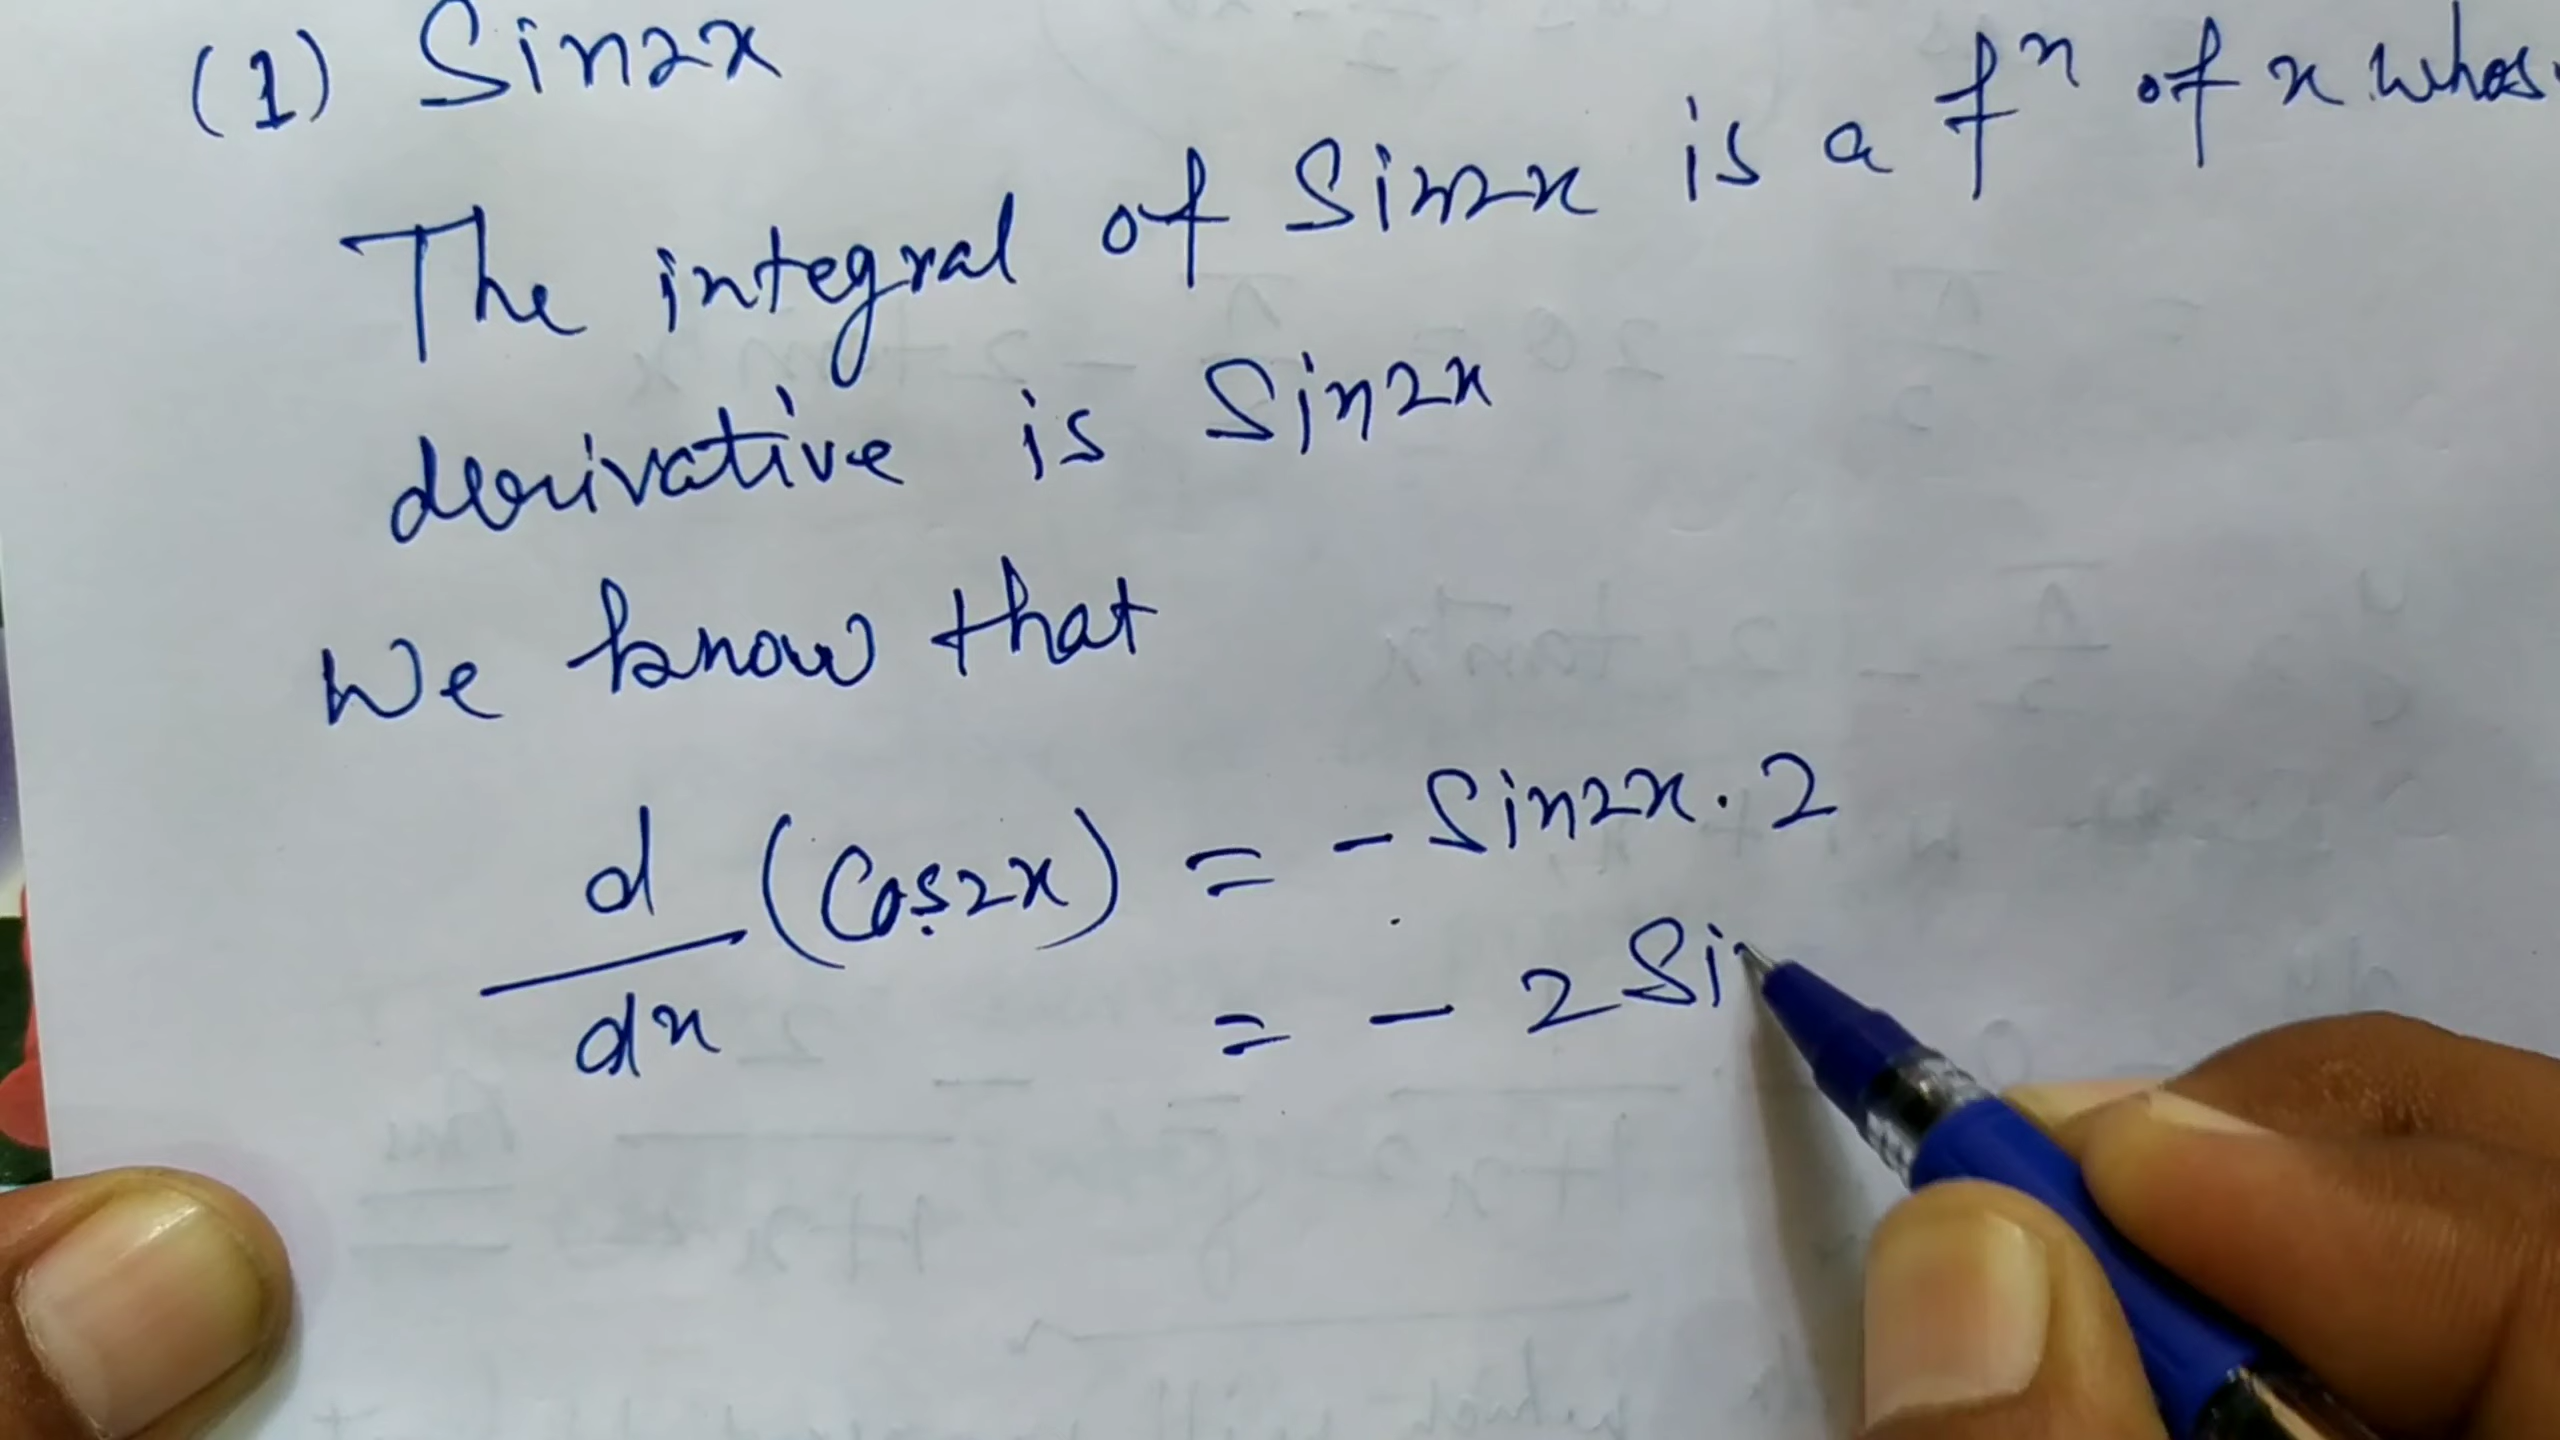 (1) Sin2x
The integral of Sin2x is a fⁿ of x whos
derivative is Sin2x
We know that
d/dx (Cos2x) = -Sin2x.2
= - 2 Si